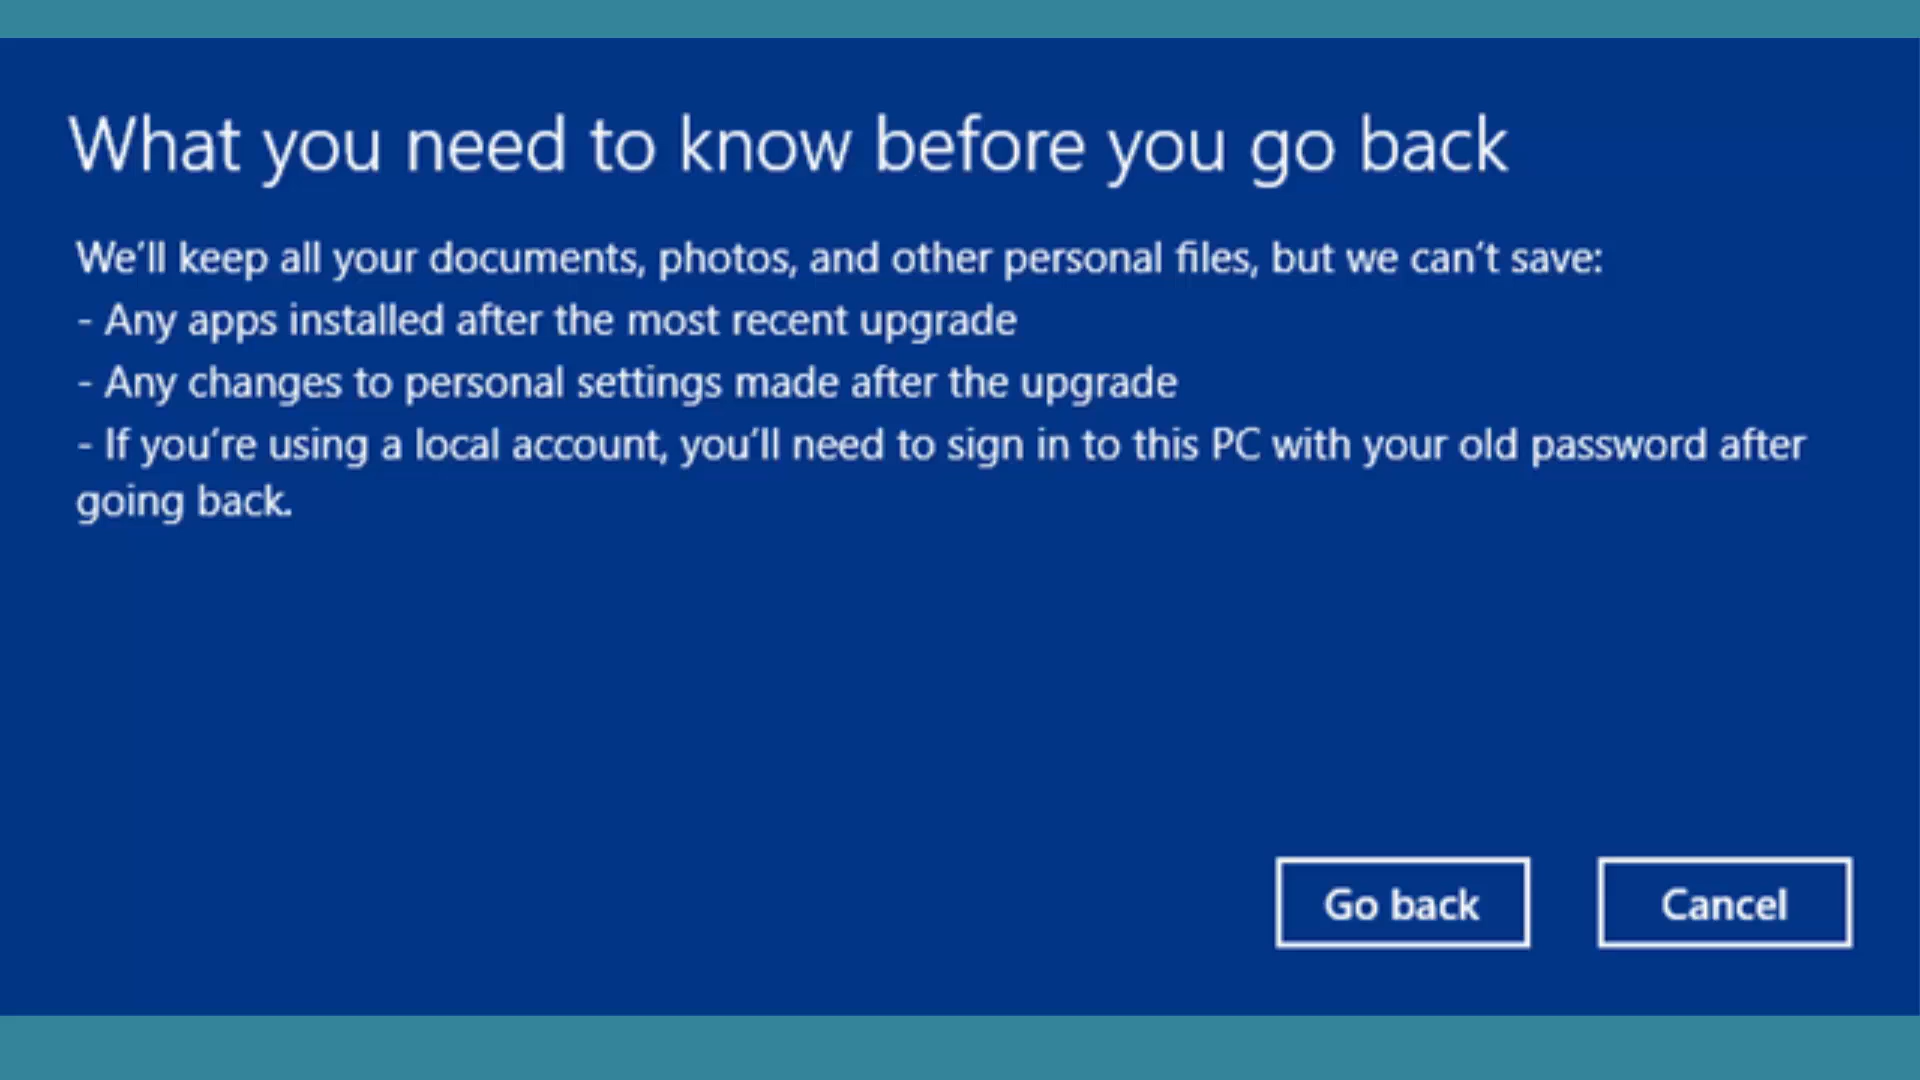 What you need to know before you go back
We’ll keep all your documents, photos, and other personal files, but we can’t save:
- Any apps installed after the most recent upgrade
- Any changes to personal settings made after the upgrade
- If you’re using a local account, you’ll need to sign in to this PC with your old password after
going back.
Go back
Cancel